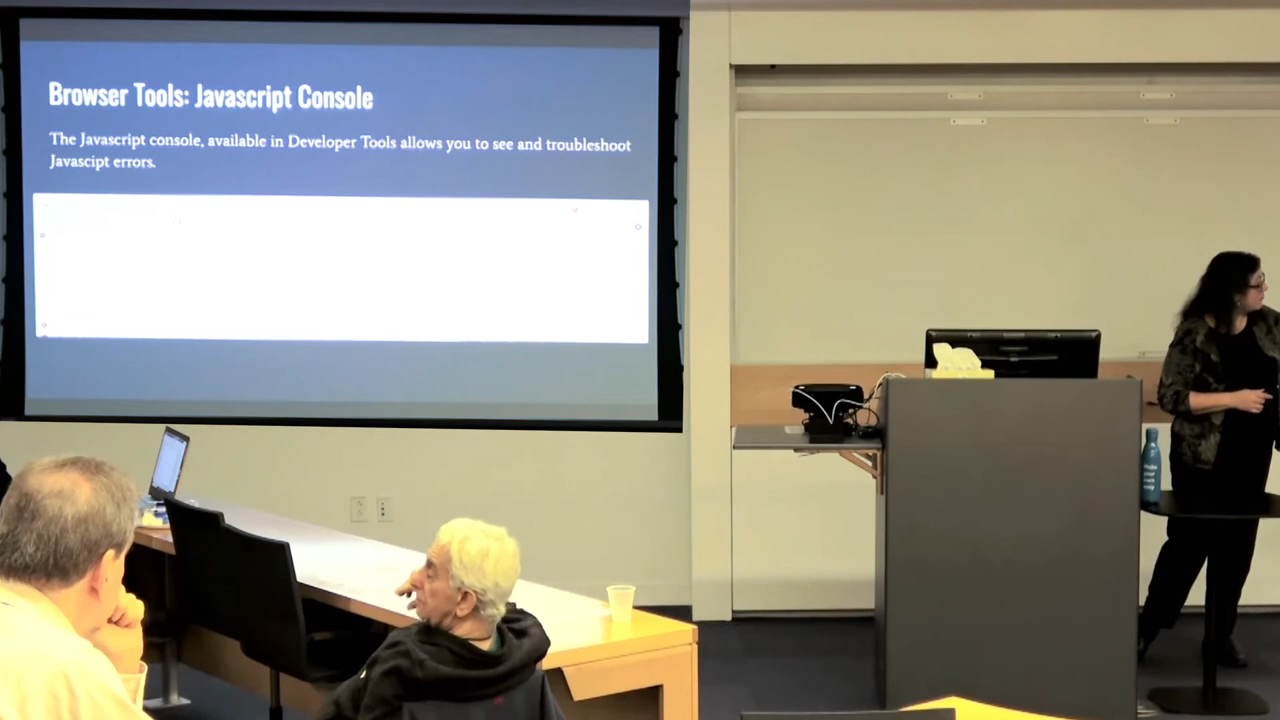 Browser Tools: Javascript Console
The Javascript console, available in Developer Tools allows you to see and troubleshoot
Javascipt errors.